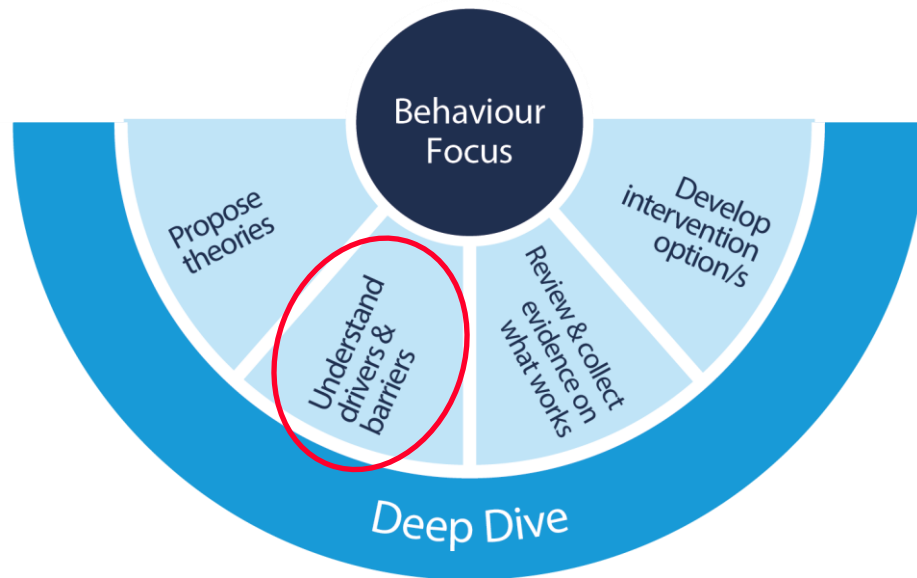 Behaviour
Focus
Propose
theories
Understand
drivers &
barriers
Review & collect
evidence on
what works
Develop
intervention
option/s
Deep Dive